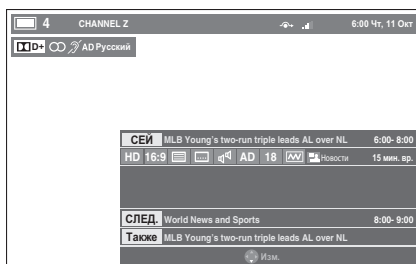 4 CHANNEL Z 6:00 Чт, 11 Окт
D+ AD Русский
СЕЙ MLB Young's two-run triple leads AL over NL 6:00- 8:00
HD 16:9 AD 18 Новости 15 мин. вр.
СЛЕД. World News and Sports 8:00- 9:00
Также MLB Young's two-run triple leads AL over NL
Изм.